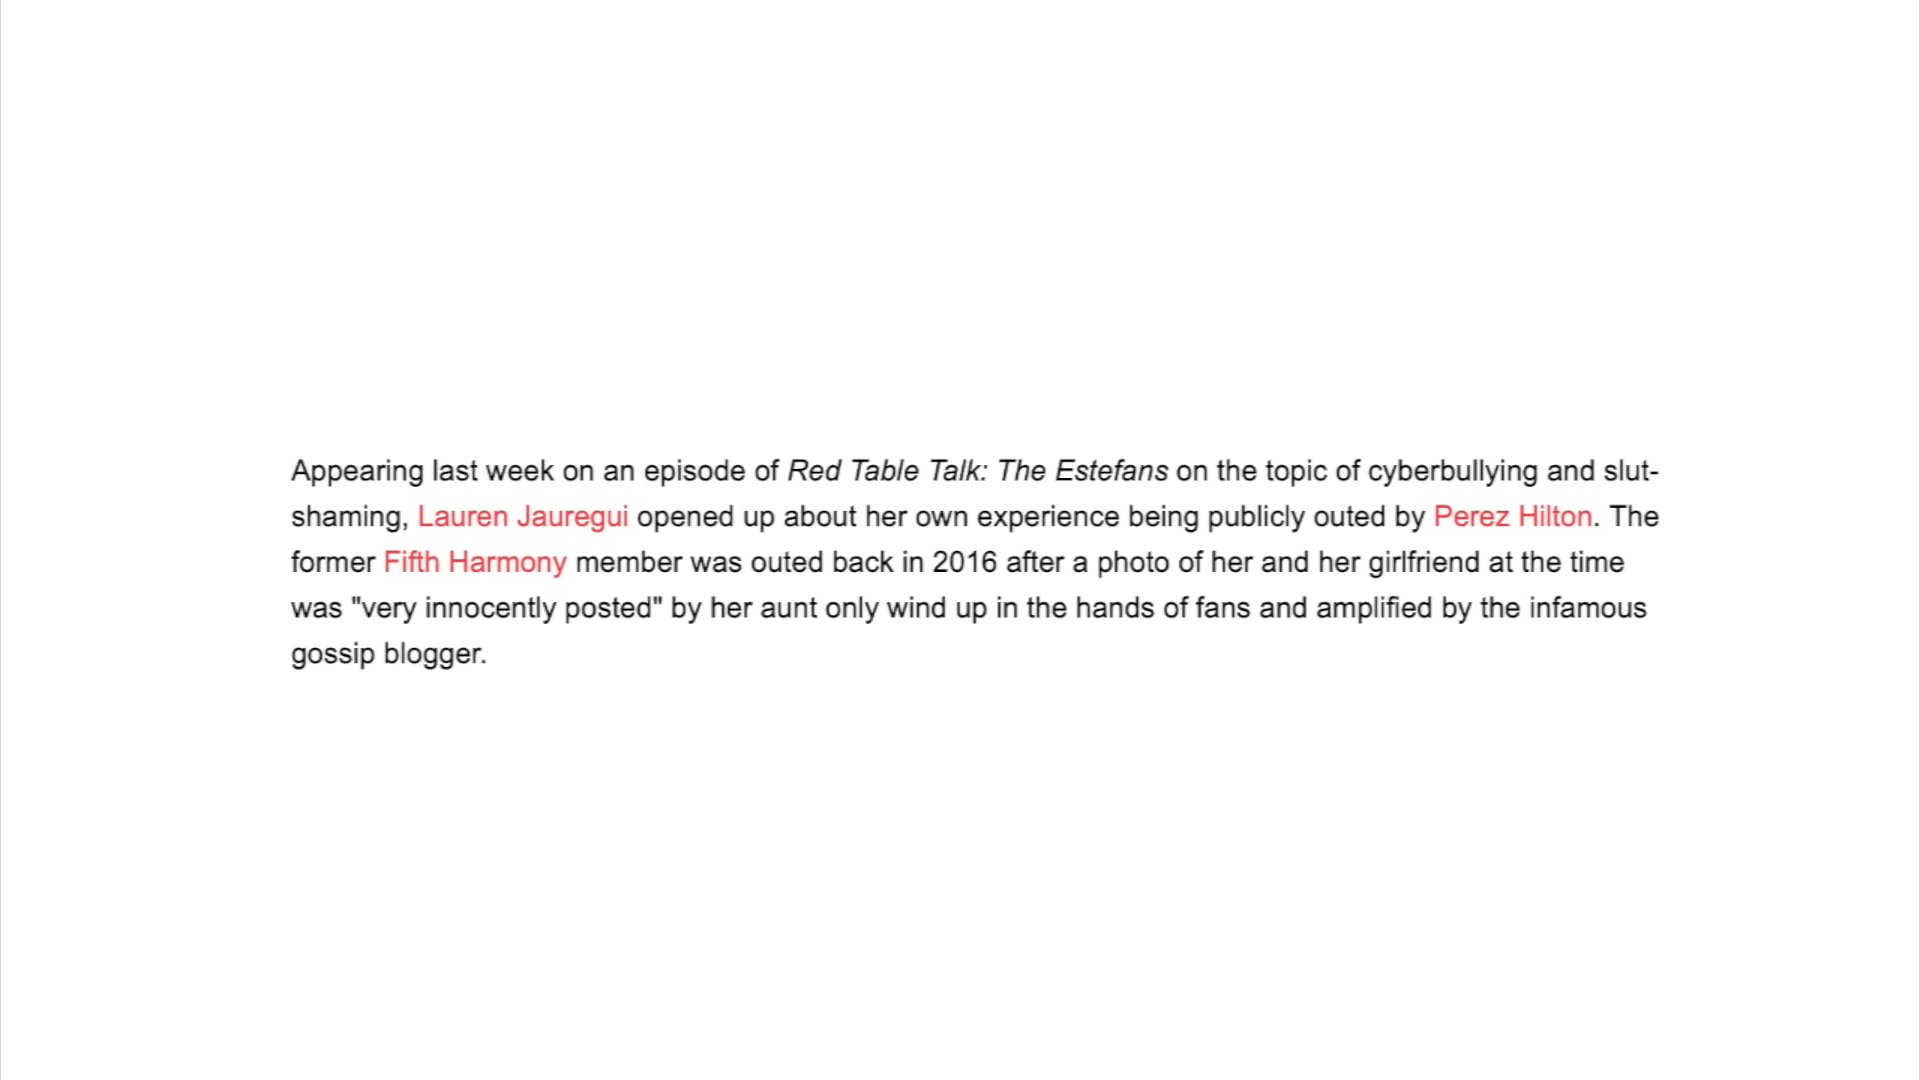 Appearing last week on an episode of Red Table Talk: The Estefans on the topic of cyberbullying and slut-
shaming, Lauren Jauregui opened up about her own experience being publicly outed by Perez Hilton. The
former Fifth Harmony member was outed back in 2016 after a photo of her and her girlfriend at the time
was "very innocently posted" by her aunt only wind up in the hands of fans and amplified by the infamous
gossip blogger.